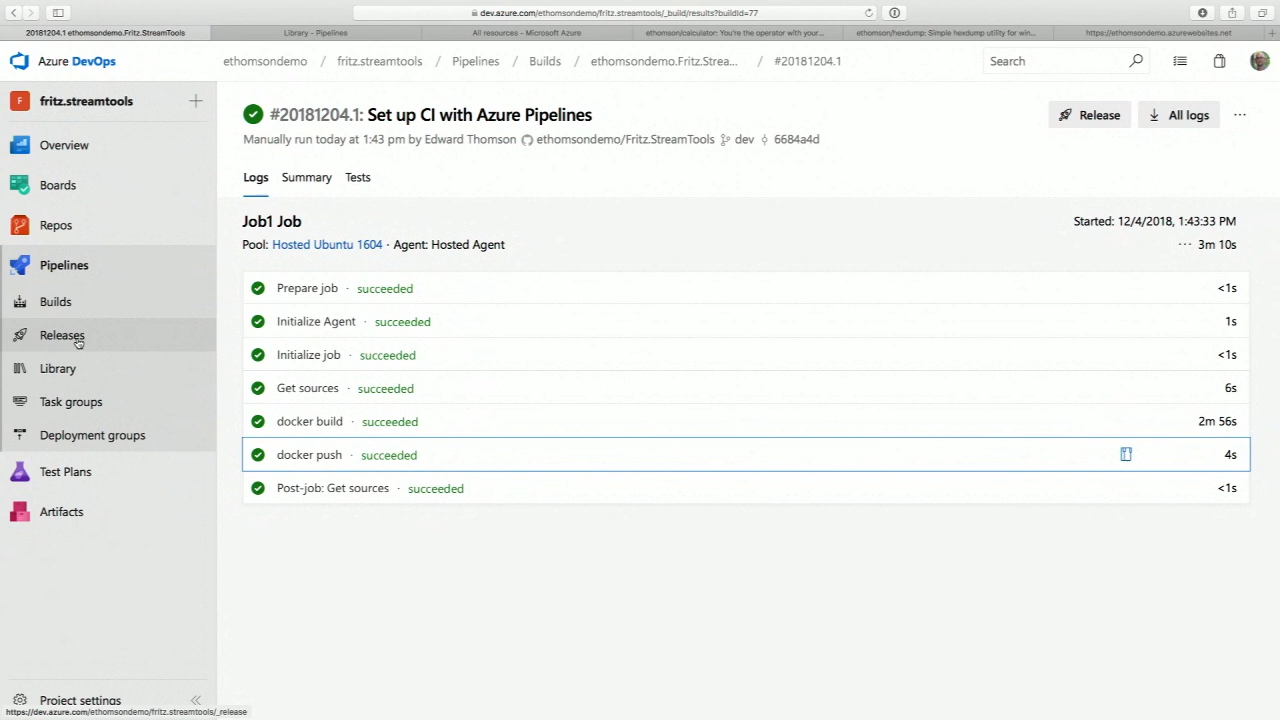 dev.azure.com/ethomsondemo/fritz.streamtools/_build/results?buildId=77
20181204.1 ethomsondemo.Fritz.StreamTools
Library - Pipelines
All resources - Microsoft Azure
ethomson/calculator: You're the operator with your...
ethomson/hexdump: Simple hexdump utility for win...
https://ethomsondemo.azurewebsites.net
+
Azure DevOps
ethomsondemo / fritz.streamtools / Pipelines / Builds / ethomsondemo.Fritz.Strea... / #20181204.1
Search
F fritz.streamtools +
Overview
Boards
Repos
Pipelines
Builds
Releases
Library
Task groups
Deployment groups
Test Plans
Artifacts
Project settings
https://dev.azure.com/ethomsondemo/fritz.streamtools/_release
#20181204.1: Set up CI with Azure Pipelines
Manually run today at 1:43 pm by Edward Thomson ethomsondemo/Fritz.StreamTools dev 6684a4d
Release
All logs
...
Logs Summary Tests
Job1 Job
Started: 12/4/2018, 1:43:33 PM
Pool: Hosted Ubuntu 1604 · Agent: Hosted Agent
... 3m 10s
Prepare job · succeeded <1s
Initialize Agent · succeeded 1s
Initialize job · succeeded <1s
Get sources · succeeded 6s
docker build · succeeded 2m 56s
docker push · succeeded 4s
Post-job: Get sources · succeeded <1s